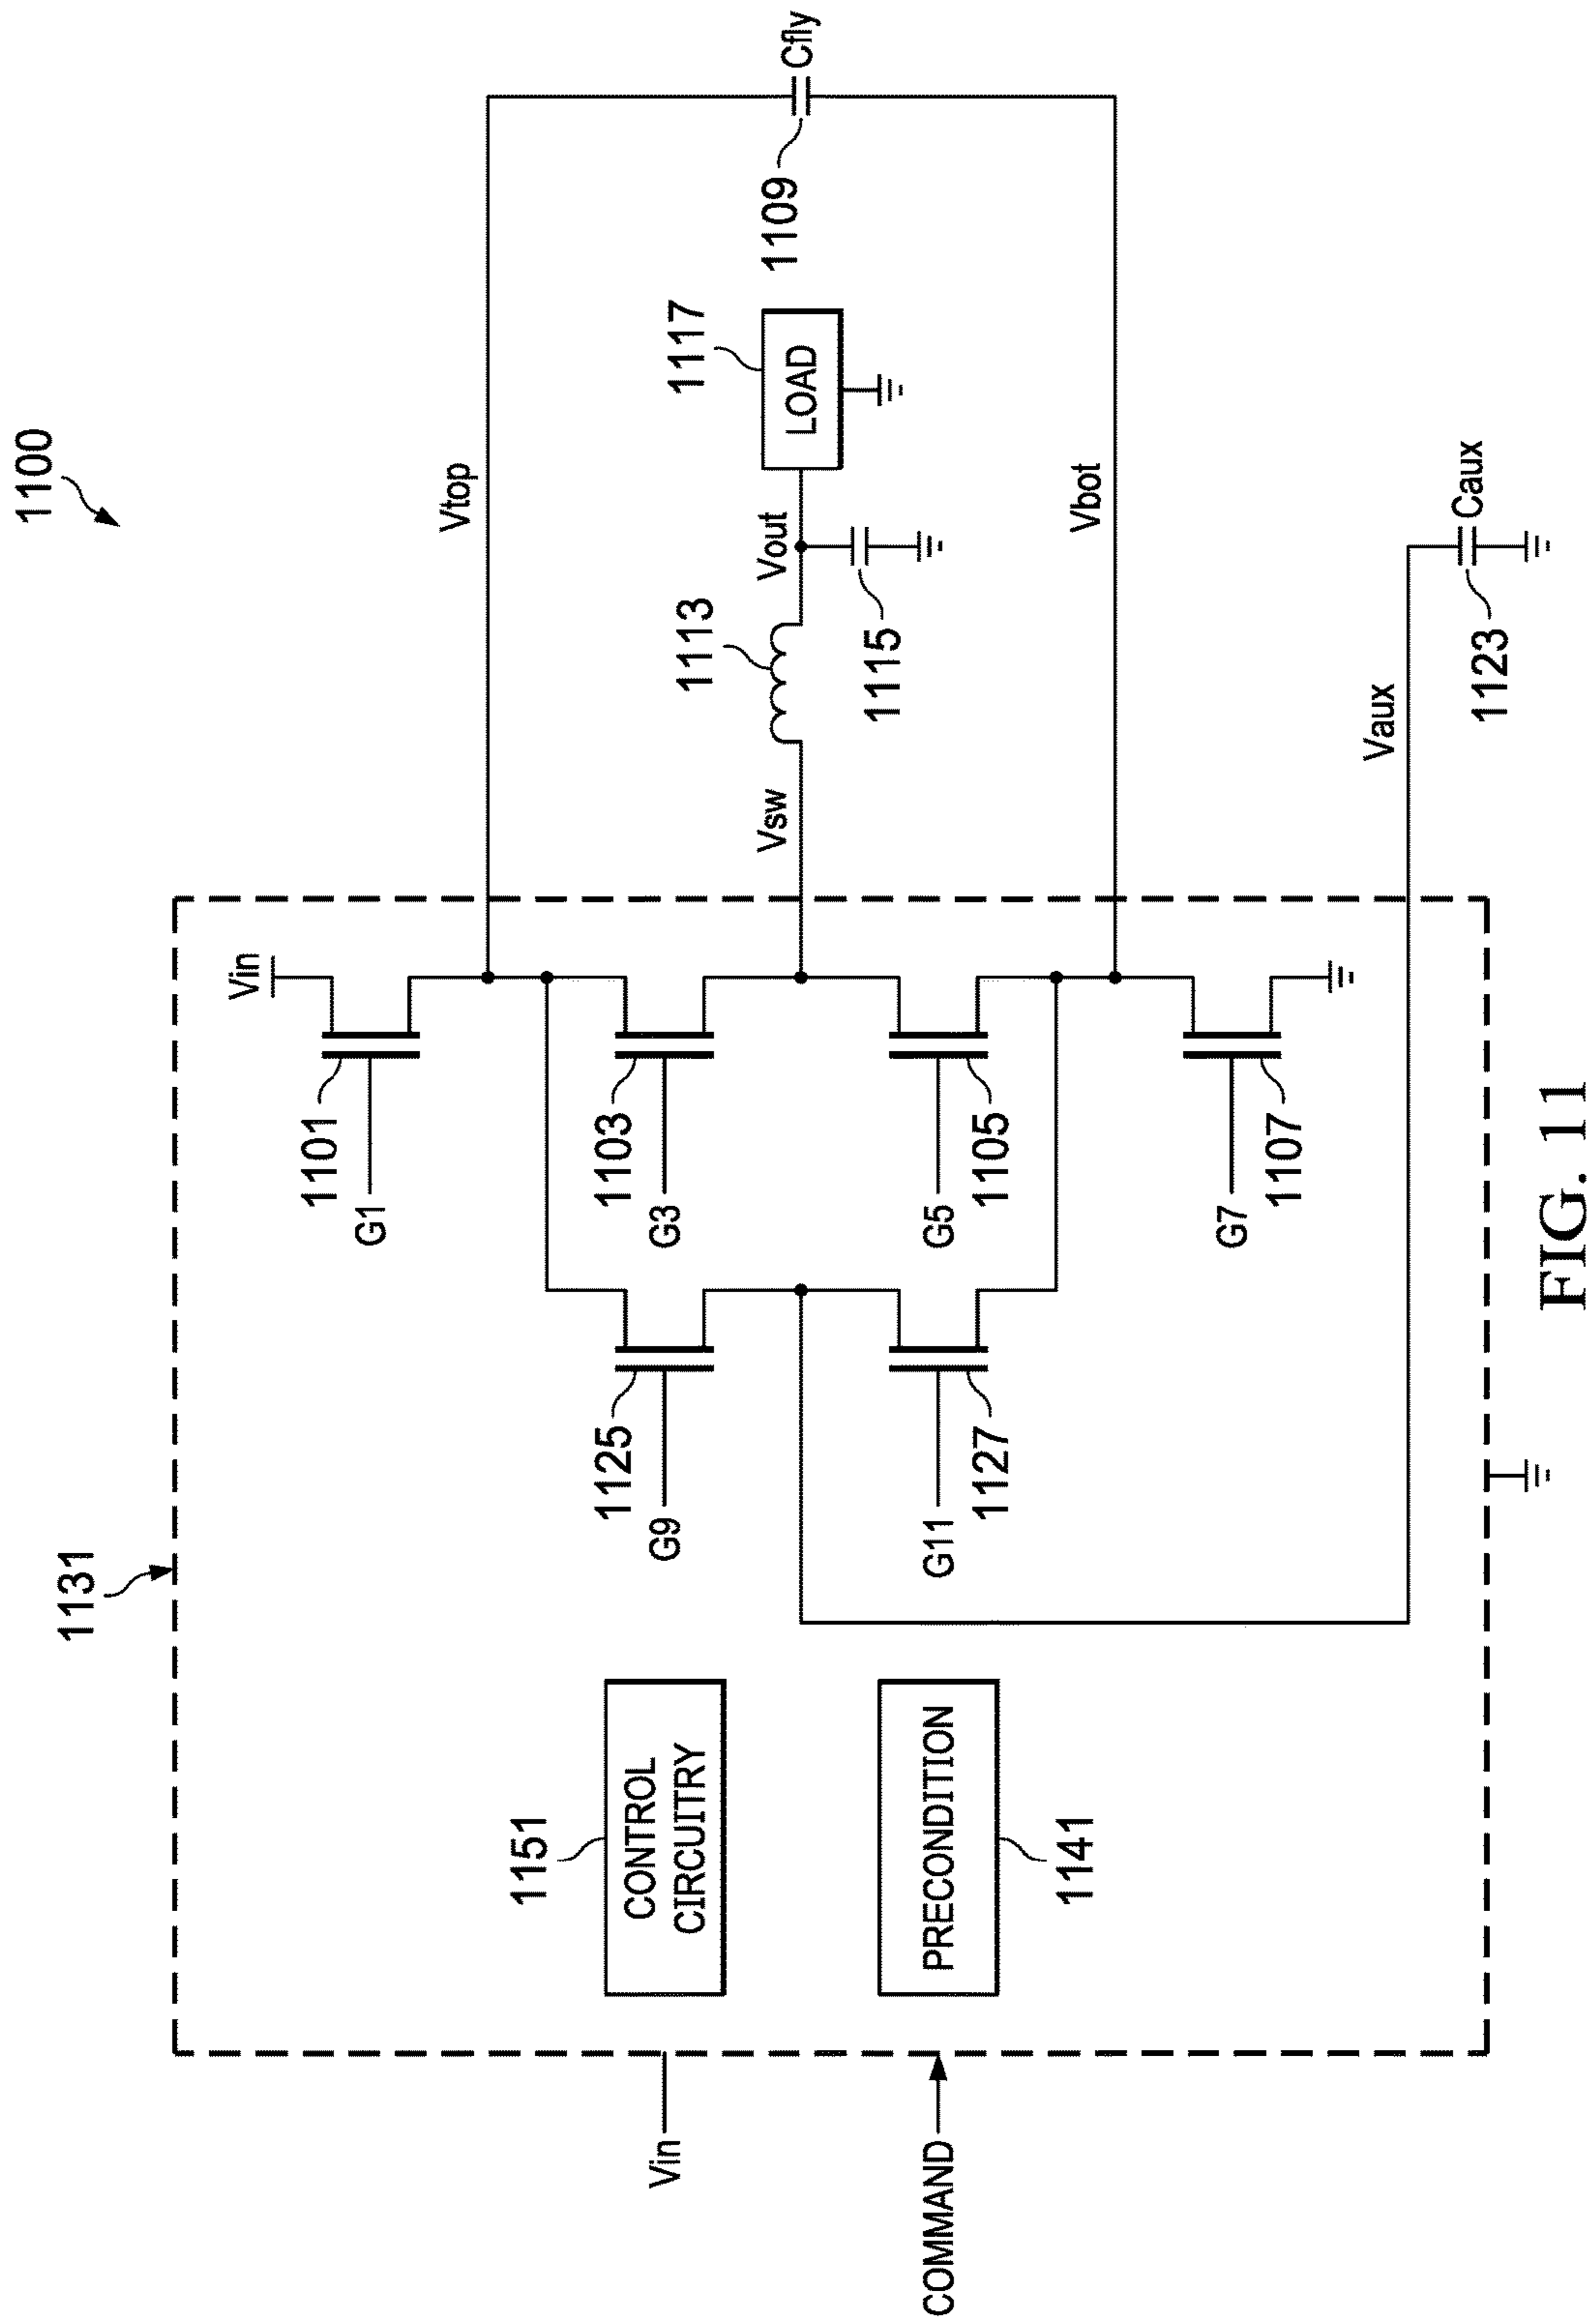 1100
1131
Vin
1101
G1
Vtop
1125
G9
1103
G3
1151
CONTROL
CIRCUITRY
Vin
Vsw
1113
Vout
1115
LOAD
1117
1109
Cfly
COMMAND
PRECONDITION
1141
G11
1127
G5
1105
Vbot
G7
1107
Vaux
1123
Caux
FIG. 11